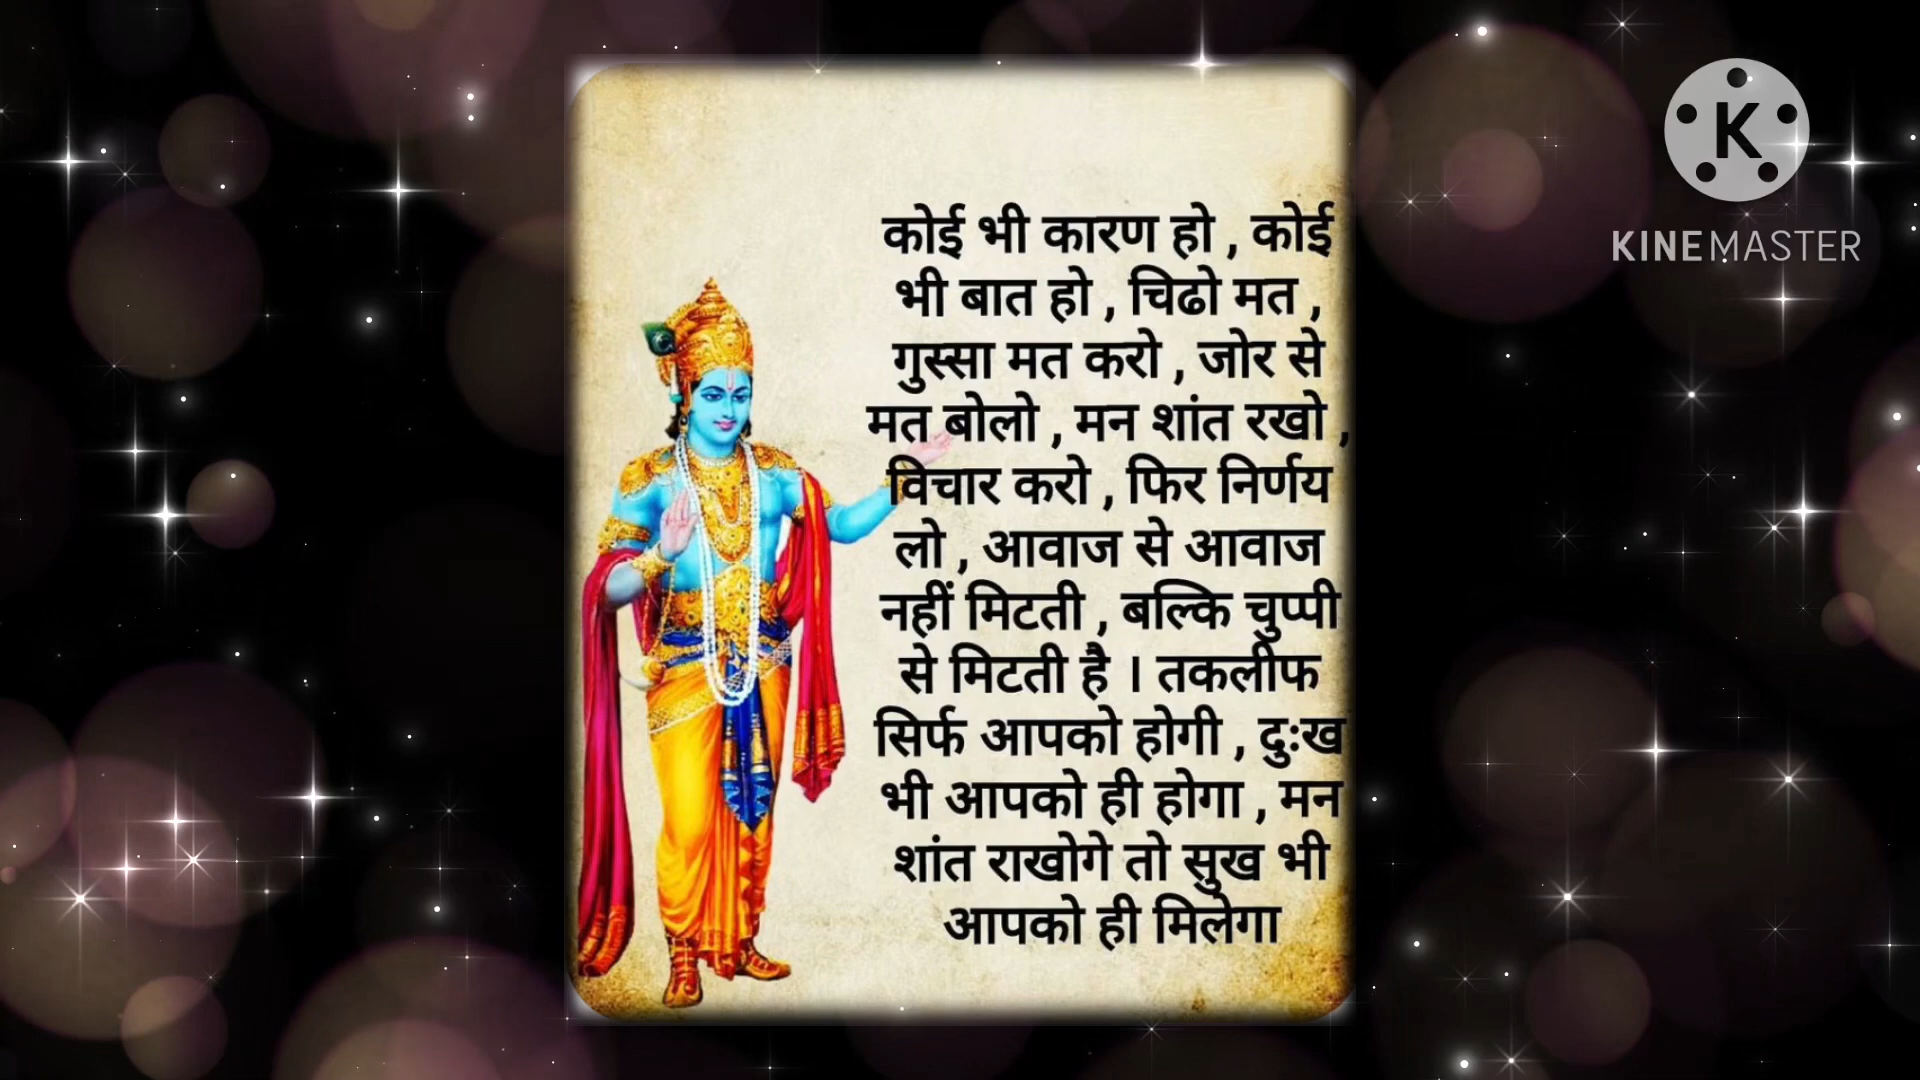 कोई भी कारण हो , कोई
भी बात हो , चिढो मत ,
गुस्सा मत करो , जोर से
मत बोलो , मन शांत रखो ,
विचार करो , फिर निर्णय
लो , आवाज से आवाज
नहीं मिटती , बल्कि चुप्पी
से मिटती है । तकलीफ
सिर्फ आपको होगी , दुःख
भी आपको ही होगा , मन
शांत राखोगे तो सुख भी
आपको ही मिलेगा
K
KINEMASTER